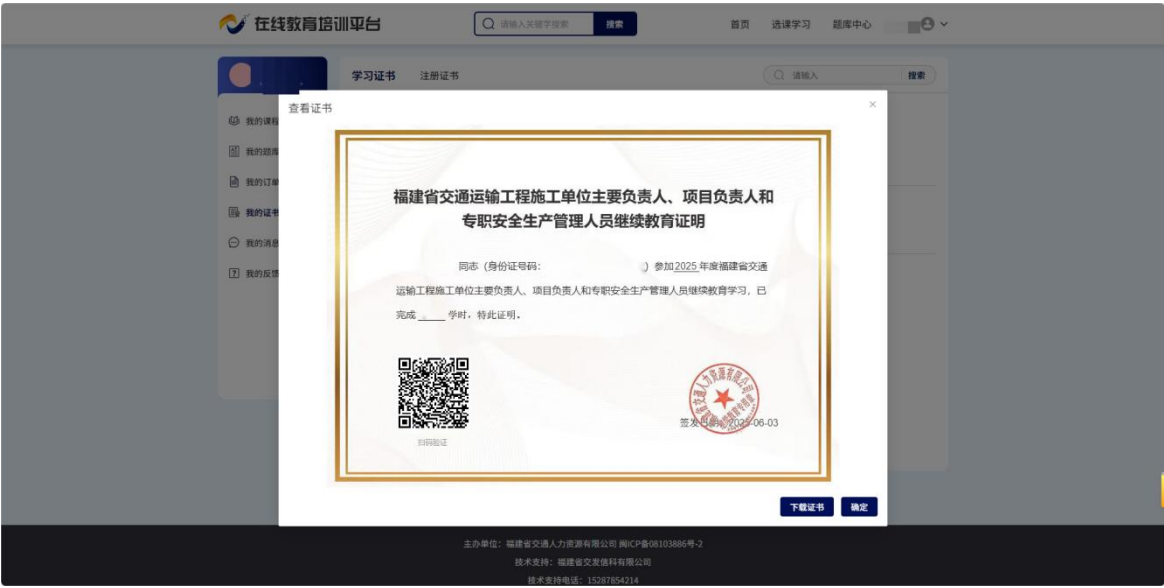 在线教育培训平台
请输入关键字搜索
搜索
首页 选课学习 题库中心
学习证书 注册证书
请输入 搜索
查看证书
我的课程
我的题库
我的订单
我的证书
我的消息
我的反馈
福建省交通运输工程施工单位主要负责人、项目负责人和
专职安全生产管理人员继续教育证明
同志（身份证号码： ）参加2025 年度福建省交通
运输工程施工单位主要负责人、项目负责人和专职安全生产管理人员继续教育学习，已
完成 学时，特此证明。
扫码验证
签发日期：2025-06-03
下载证书 确定
主办单位：福建省交通人力资源有限公司 闽ICP备08103886号-2
技术支持：福建省交发信科有限公司
技术支持电话：15287854214